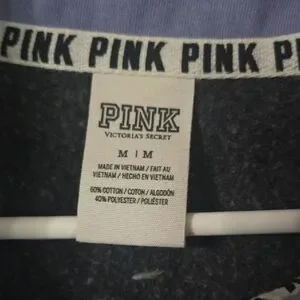 PINK PINK PINK PINK
PINK
VICTORIA'S SECRET
M | M
MADE IN VIETNAM / FAIT AU
VIETNAM / HECHO EN VIETNAM
60% COTTON / COTON / ALGODÓN
40% POLYESTER / POLIÉSTER